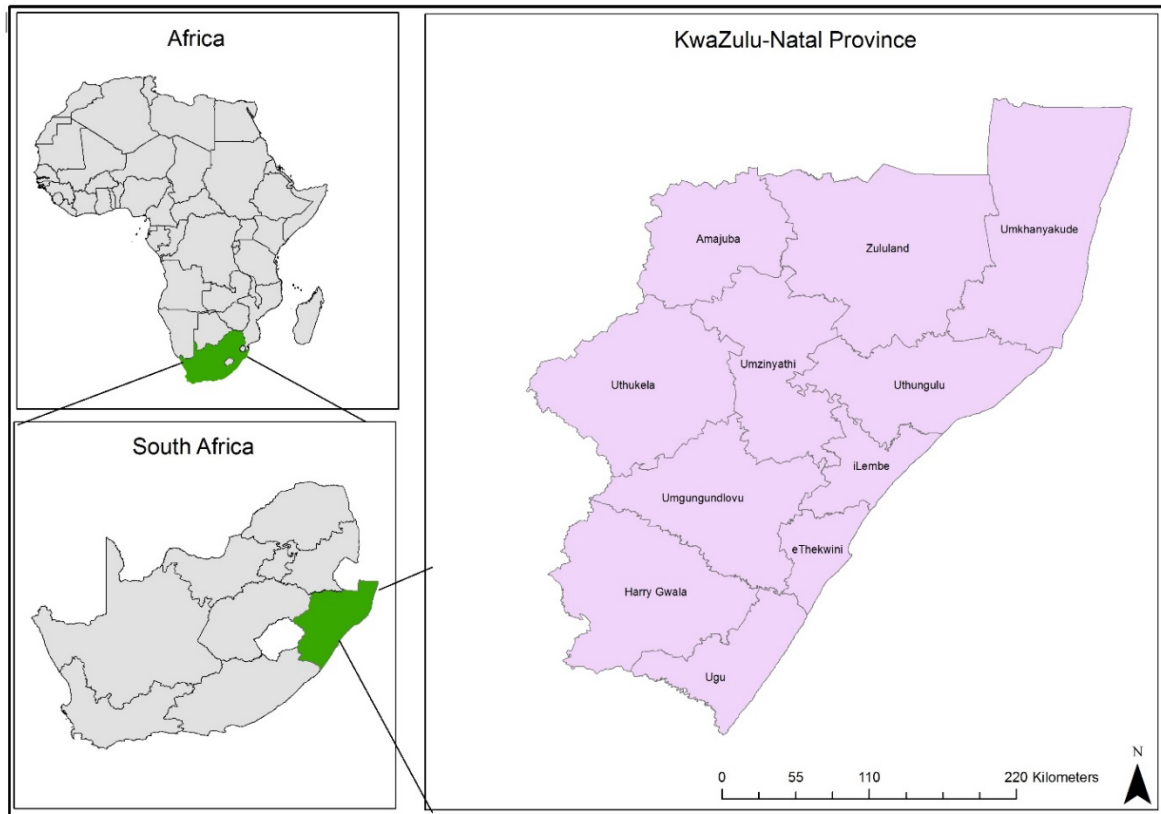 Africa
South Africa
KwaZulu-Natal Province
Umkhanyakude
Amajuba
Zululand
Umzinyathi
Uthukela
Uthungulu
iLembe
Umgungundlovu
eThekwini
Harry Gwala
Ugu
N
0 55 110 220 Kilometers